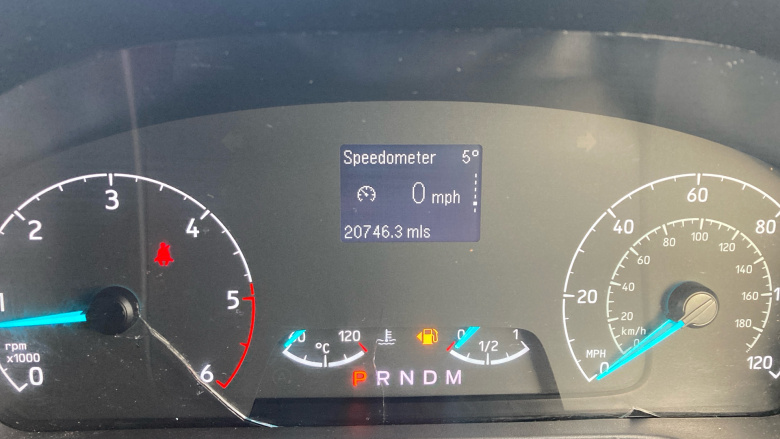 Speedometer 5°
0 mph
20746.3 mls
1 2 3 4 5 6
rpm
x1000
0
120
°C
0 1/2 1
P R N D M
0 20 40 60 80
120
MPH
20 40 60 80 100 120 140 160 180
km/h